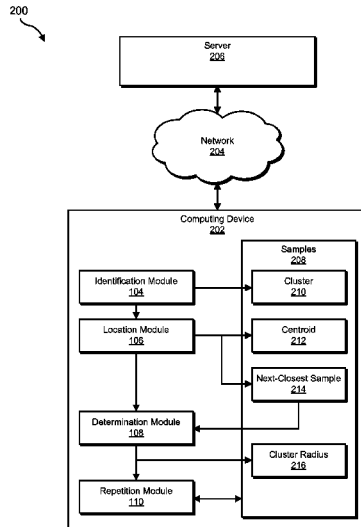 200
Server
206
Network
204
Computing Device
202
Samples
208
Identification Module
104
Cluster
210
Location Module
106
Centroid
212
Next-Closest Sample
214
Determination Module
108
Cluster Radius
216
Repetition Module
110